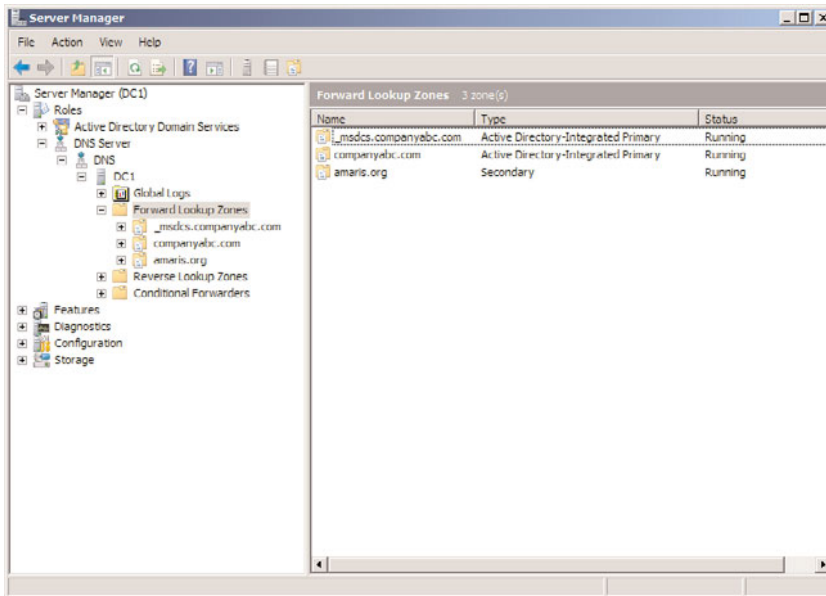 Server Manager
File Action View Help
Server Manager (DC1)
Roles
Active Directory Domain Services
DNS Server
DNS
DC1
Global Logs
Forward Lookup Zones
_msdcs.companyabc.com
companyabc.com
amaris.org
Reverse Lookup Zones
Conditional Forwarders
Features
Diagnostics
Configuration
Storage
Forward Lookup Zones 3 zone(s)
Name Type Status
_msdcs.companyabc.com Active Directory-Integrated Primary Running
companyabc.com Active Directory-Integrated Primary Running
amaris.org Secondary Running